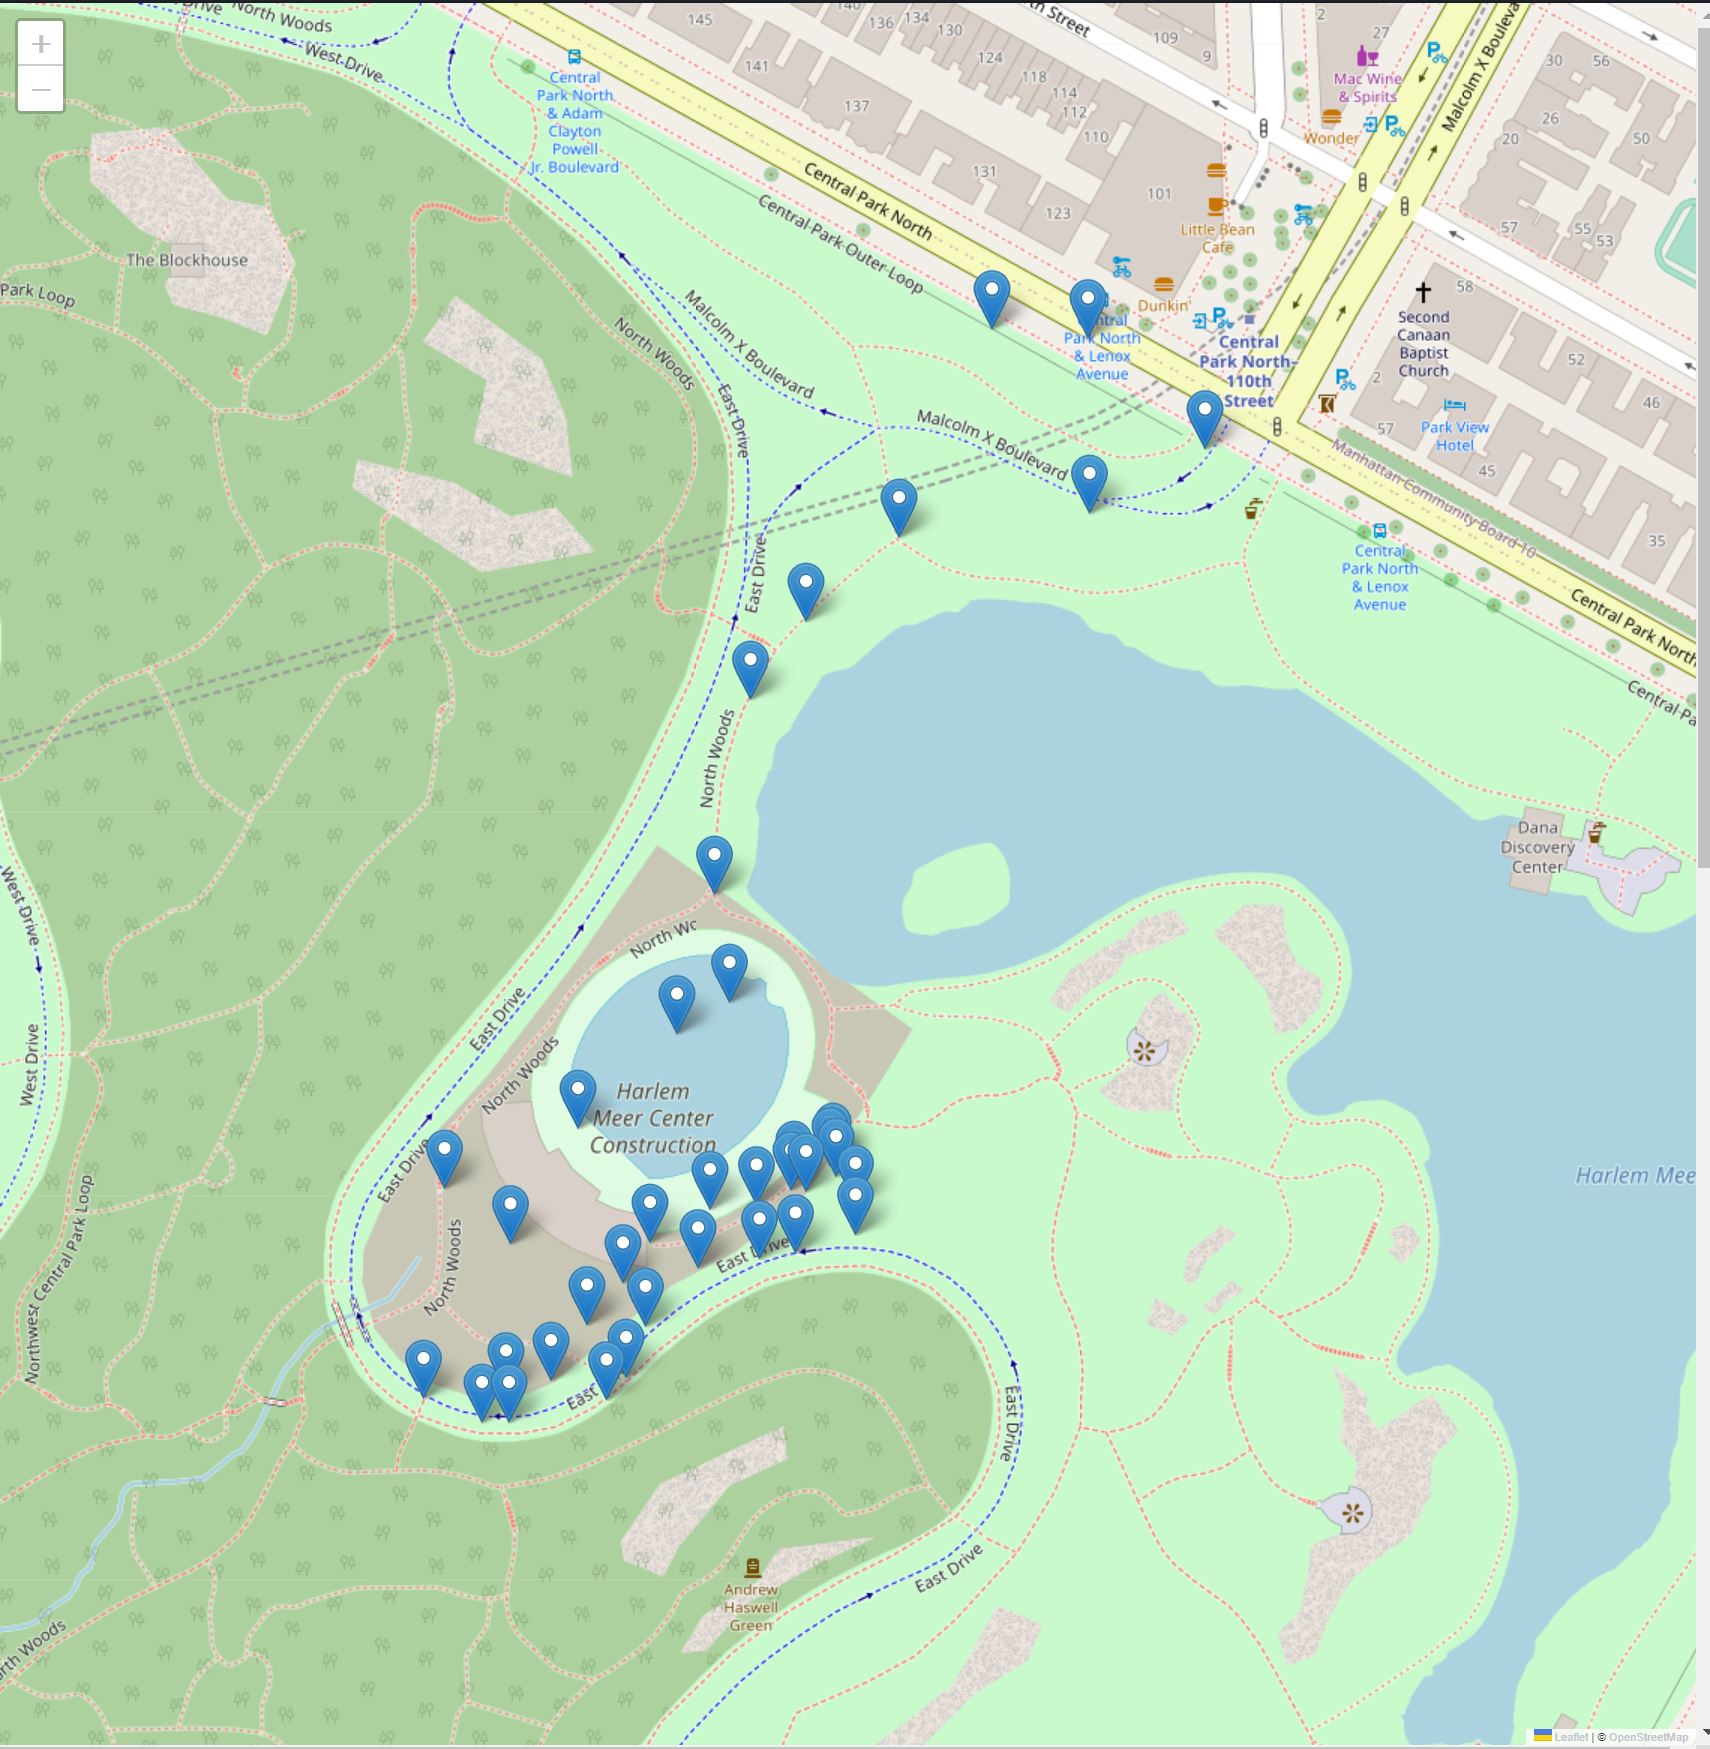 Drive
North Woods
West Drive
Central
Park North
& Adam
Clayton
Powell
Jr. Boulevard
145
136
134
130
124
118
114
112
110
141
137
131
123
101
109
9
2
27
Street
Mac Wine
& Spirits
Wonder
Malcolm X Bouleva
30
56
26
20
50
57
55
53
Little Bean
Cafe
Dunkin'
Central Park North
Central Park Outer Loop
The Blockhouse
Park Loop
North Woods
Malcolm X Boulevard
East Drive
Park North
& Lenox
Avenue
Central
Park North-
110th
Street
Second
Canaan
Baptist
Church
58
52
46
2
57
45
35
Park View
Hotel
Manhattan Community Board 10
Malcolm X Boulevard
East Drive
Central
Park North
& Lenox
Avenue
Central Park North
Central Pa
North Woods
Dana
Discovery
Center
West Drive
North Wo
East Drive
West Drive
North Woods
Harlem
Meer Center
Construction
East Drive
Harlem Mee
Northwest Central Park Loop
North Woods
East Drive
East
East Drive
East Drive
Andrew
Haswell
Green
rth Woods
Leaflet | © OpenStreetMap